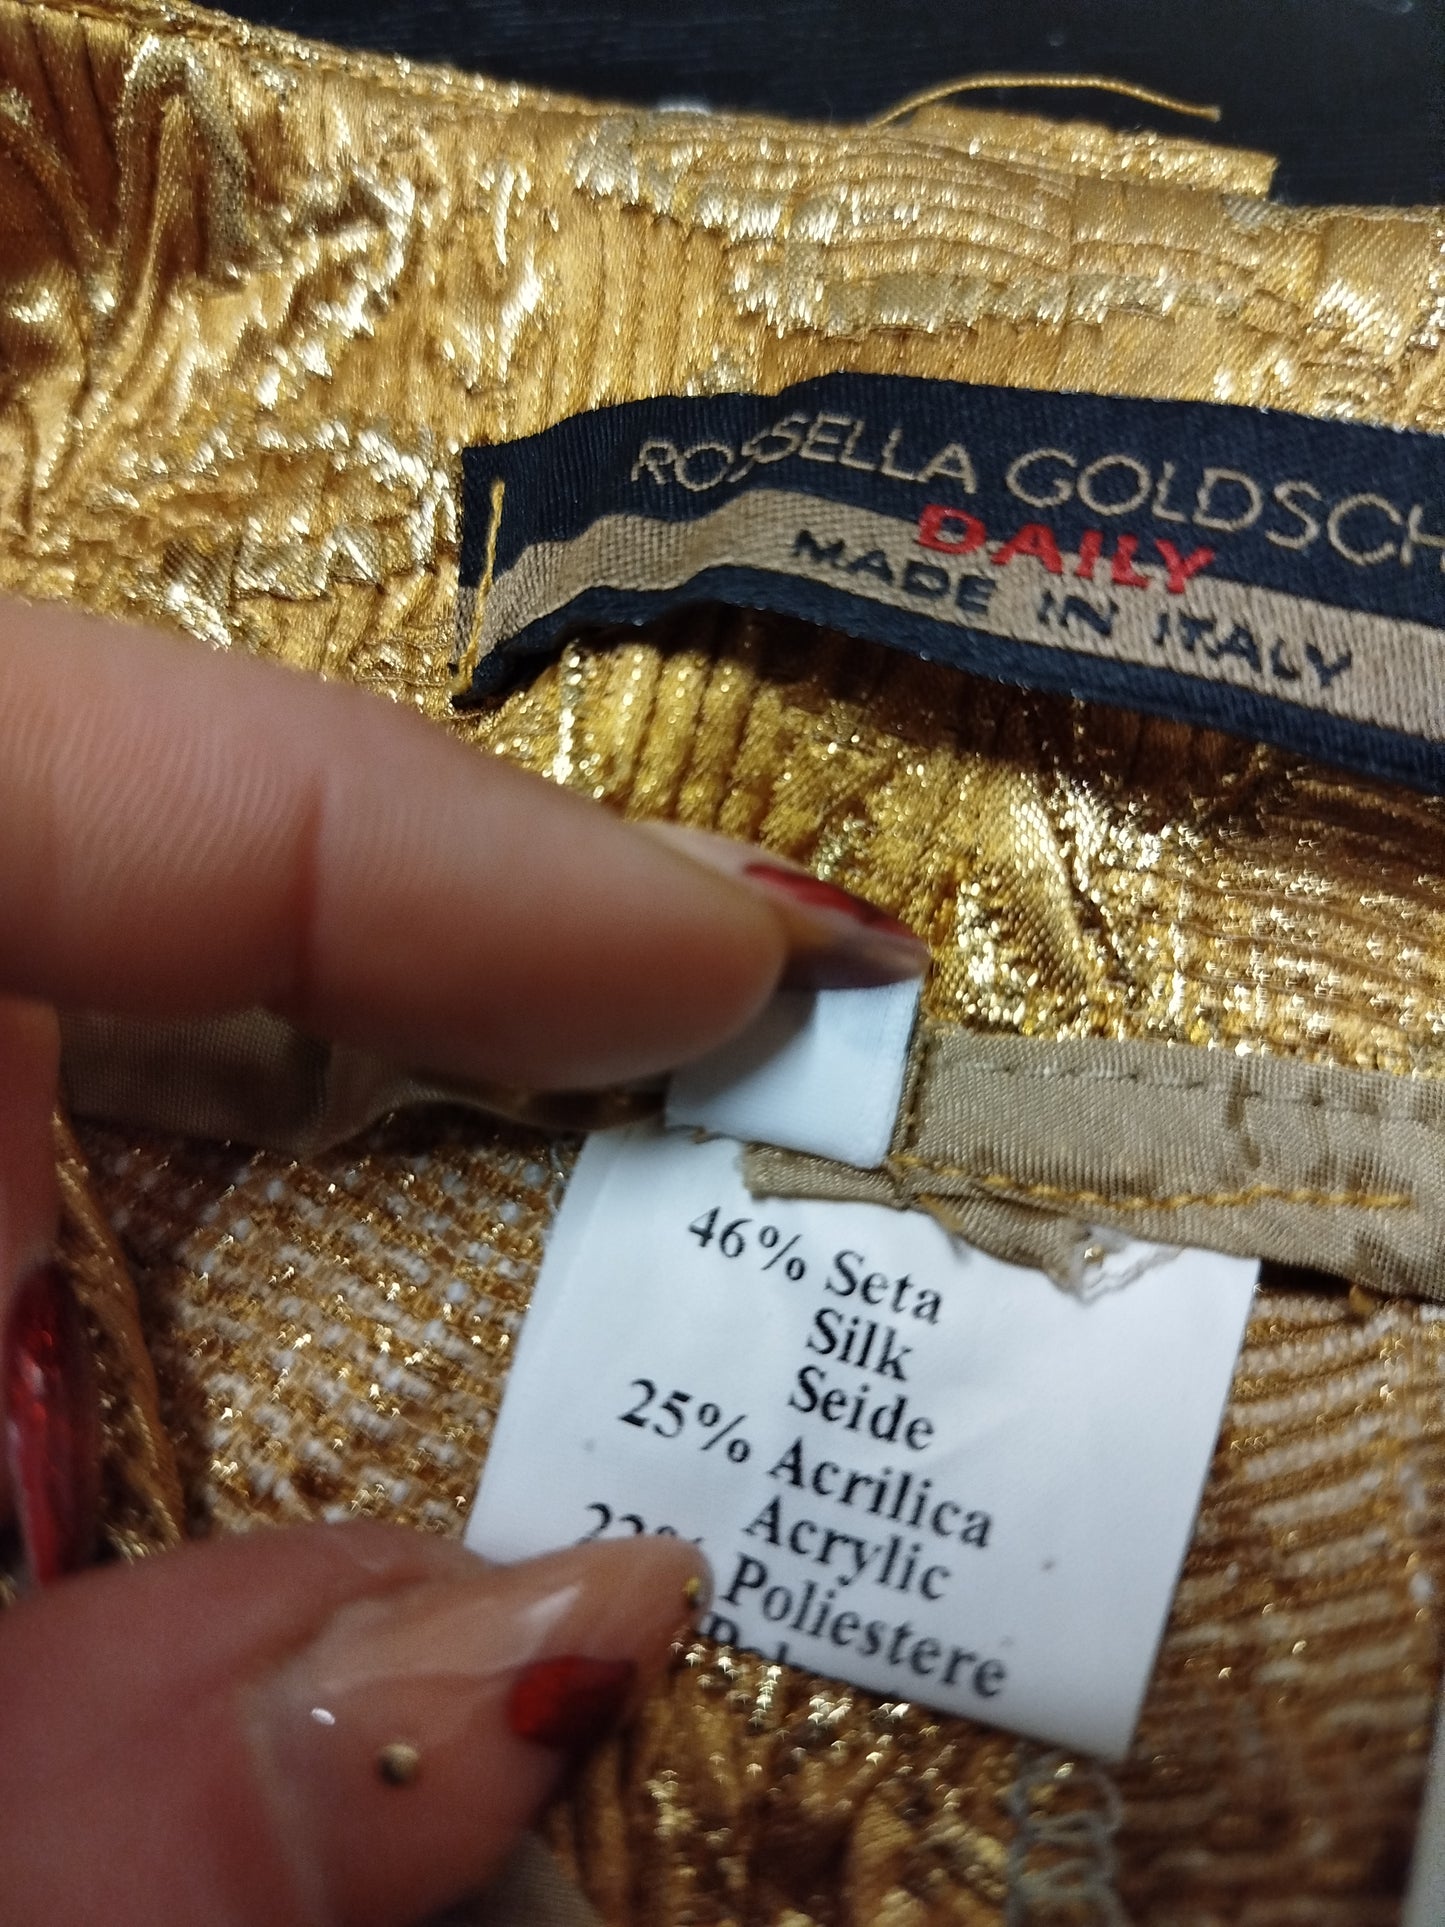 ROSSELLA GOLDSCH
DAILY
MADE IN ITALY
46% Seta
Silk
Seide
25% Acrilica
Acrylic
Poliestere